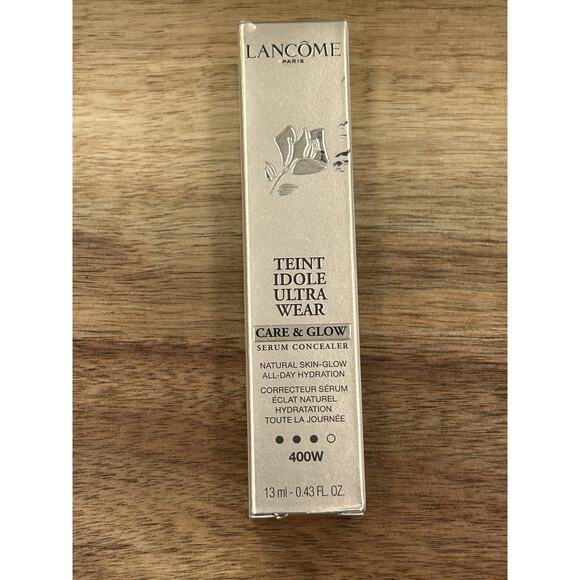 LANCÔME
PARIS
TEINT
IDOLE
ULTRA
WEAR
CARE & GLOW
SERUM CONCEALER
NATURAL SKIN-GLOW
ALL-DAY HYDRATION
CORRECTEUR SÉRUM
ÉCLAT NATUREL
HYDRATATION
TOUTE LA JOURNÉE
400W
13 ml - 0.43 FL. OZ.